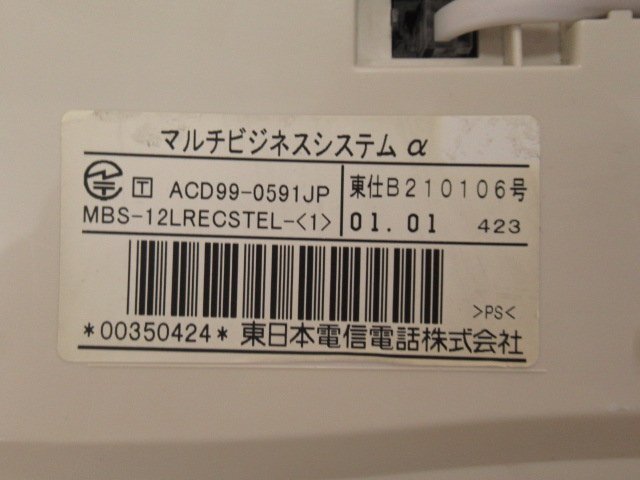 マルチビジネスシステムα
T ACD99-0591JP 東仕B210106号
MBS-12LRECSTEL-<1> 01.01 423
>PS<
*00350424* 東日本電信電話株式会社